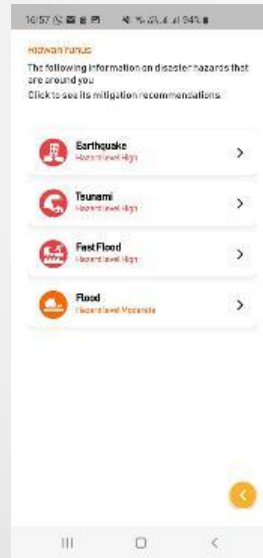 16:57
94%
Ridwan Yunus
The following information on disaster hazards that
are around you
Click to see its mitigation recommendations.
Earthquake
Hazard level High
Tsunami
Hazard level High
Fast Flood
Hazard level High
Flood
Hazard level Moderate